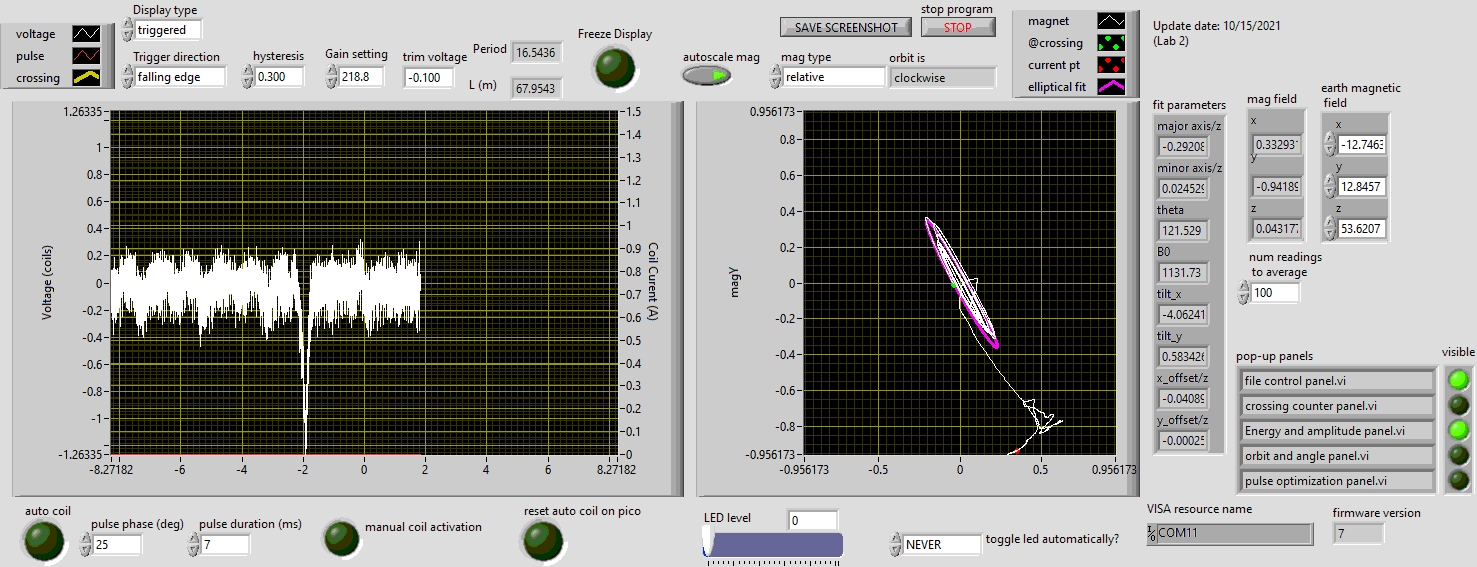 voltage
pulse
crossing
Display type
triggered
Trigger direction
falling edge
hysteresis
0.300
Gain setting
218.8
trim voltage
-0.100
Period
16.5436
L (m)
67.9543
Freeze Display
autoscale mag
SAVE SCREENSHOT
stop program
STOP
mag type
relative
orbit is
clockwise
magnet
@crossing
current pt
elliptical fit
Update date: 10/15/2021
(Lab 2)
Voltage (coils)
1.26335
1
0.8
0.6
0.4
0.2
0
-0.2
-0.4
-0.6
-0.8
-1
-1.26335
-8.27182
-6
-4
-2
0
2
4
6
8.27182
1.5
1.4
1.3
1.2
1.1
1
0.9
0.8
0.7
0.6
0.5
0.4
0.3
0.2
0.1
0
Coil Curent (A)
magY
0.956173
0.8
0.6
0.4
0.2
0
-0.2
-0.4
-0.6
-0.8
-0.956173
-0.956173
-0.5
0
0.5
0.956173
fit parameters
major axis/z
-0.29208
minor axis/z
0.024529
theta
121.529
B0
1131.73
tilt_x
-4.06241
tilt_y
0.583426
x_offset/z
-0.04089
y_offset/z
-0.00025
mag field
x
0.33293
y
-0.94189
z
0.04317
earth magnetic
field
x
-12.7463
y
12.8457
z
53.6207
num readings
to average
100
pop-up panels
visible
file control panel.vi
crossing counter panel.vi
Energy and amplitude panel.vi
orbit and angle panel.vi
pulse optimization panel.vi
auto coil
pulse phase (deg)
25
pulse duration (ms)
7
manual coil activation
reset auto coil on pico
LED level
0
NEVER
toggle led automatically?
VISA resource name
COM11
firmware version
7